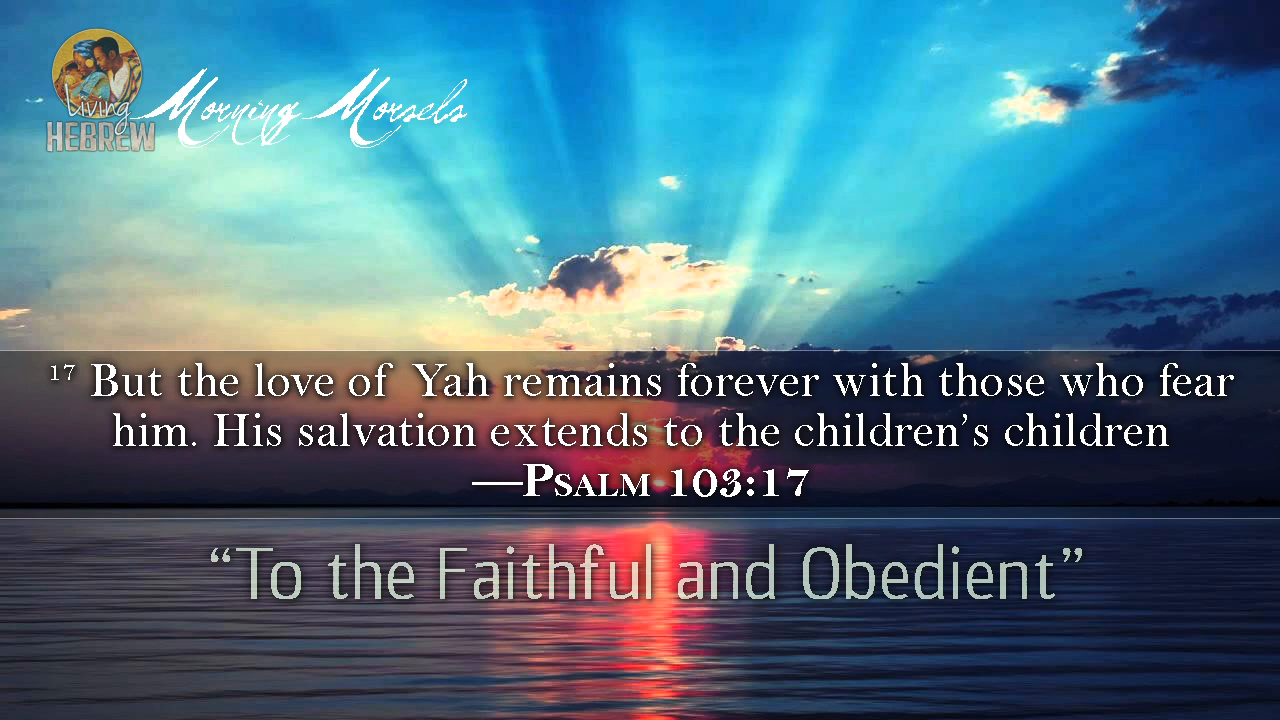 Living
HEBREW
Morning Morsels
17 But the love of Yah remains forever with those who fear
him. His salvation extends to the children’s children
—PSALM 103:17
“To the Faithful and Obedient”